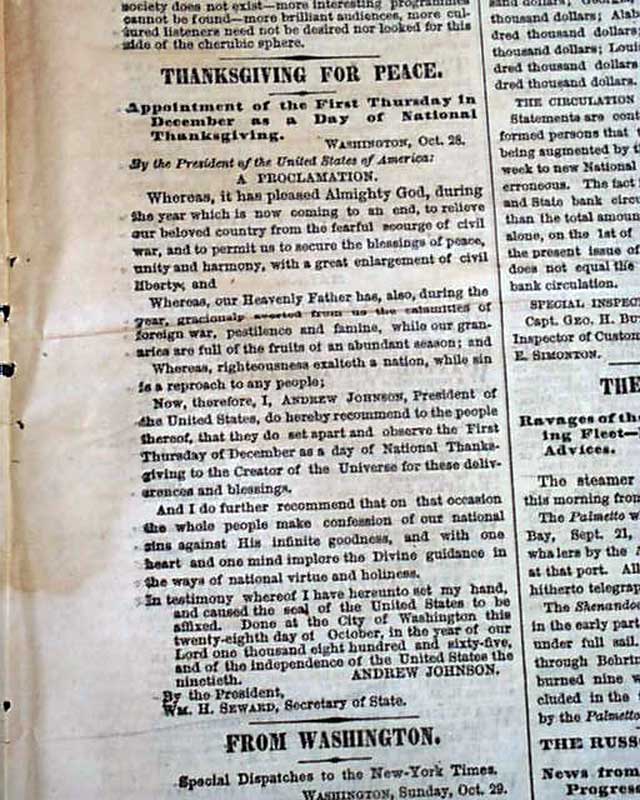 society does not exist—more interesting programmes
cannot be found—more brilliant audiences, more cul-
tured listeners need not be desired nor looked for this
side of the cherubic sphere.
THANKSGIVING FOR PEACE.
Appointment of the First Thursday in
December as a Day of National
Thanksgiving.
WASHINGTON, Oct. 28.
By the President of the United States of America:
A PROCLAMATION.
Whereas, it has pleased Almighty God, during
the year which is now coming to an end, to relieve
our beloved country from the fearful scourge of civil
war, and to permit us to secure the blessings of peace,
unity and harmony, with a great enlargement of civil
liberty; and
Whereas, our Heavenly Father has, also, during the
year, graciously averted from us the calamities of
foreign war, pestilence and famine, while our gran-
aries are full of the fruits of an abundant season; and
Whereas, righteousness exalteth a nation, while sin
is a reproach to any people;
Now, therefore, I, ANDREW JOHNSON, President of
the United States, do hereby recommend to the people
thereof, that they do set apart and observe the First
Thursday of December as a day of National Thanks-
giving to the Creator of the Universe for these deliv-
erences and blessings.
And I do further recommend that on that occasion
the whole people make confession of our national
sins against His infinite goodness, and with one
heart and one mind implore the Divine guidance in
the ways of national virtue and holiness.
In testimony whereof I have hereunto set my hand,
and caused the seal of the United States to be
affixed. Done at the City of Washington this
twenty-eighth day of October, in the year of our
Lord one thousand eight hundred and sixty-five,
and of the independence of the United States the
ninetieth.
ANDREW JOHNSON.
By the President,
WM. H. SEWARD, Secretary of State.
FROM WASHINGTON.
Special Dispatches to the New-York Times.
WASHINGTON, Sunday, Oct. 29.
sand dollars; Georgia,
thousand dollars; Alab
dred thousand dollars;
thousand dollars; Loui
dred thousand dollars
dred thousand dollars.
THE CIRCULATION
Statements are cont
formed persons that
being augmented by t
week to new National
erroneous. The fact
and State bank circu
than the total amoun
alone, on the 1st of
the present issue of
does not equal the
bank circulation.
SPECIAL INSPEC
Capt. GEO. H. BU
Inspector of Custom
E. SIMONTON.
THE
Ravages of th
ing Fleet—
Advices.
The steamer
this morning from
The Palmetto w
Bay, Sept. 21,
whalers by the
at that port. All
hitherto telegrap
The Shenando
in the early part
under full sail.
through Behrin
burned nine w
cluded in the
by the Palmetto
THE RUSS
News from
Progres